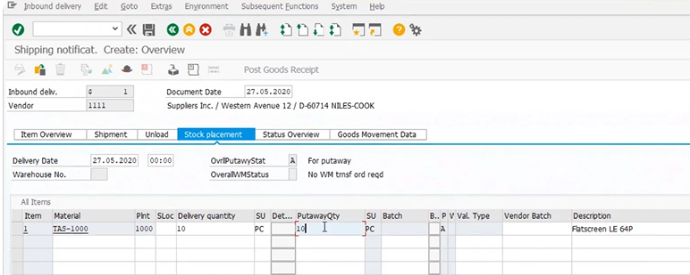 Inbound delivery Edit Goto Extras Environment Subsequent Functions System Help
Shipping notificat. Create: Overview
Post Goods Receipt
Inbound deliv. $ 1 Document Date 27.05.2020
Vendor 1111 Suppliers Inc. / Western Avenue 12 / D-60714 NILES-COOK
Item Overview Shipment Unload Stock placement Status Overview Goods Movement Data
Delivery Date 27.05.2020 00:00 OvrlPutawyStat A For putaway
Warehouse No. OveralWMStatus No WM trnsf ord reqd
All Items
Item Material Plnt SLoc Delivery quantity SU Det... PutawayQty SU Batch B.. P W Val. Type Vendor Batch Description
1 TAS-1000 1000 10 PC 10 PC A Flatscreen LE 64P